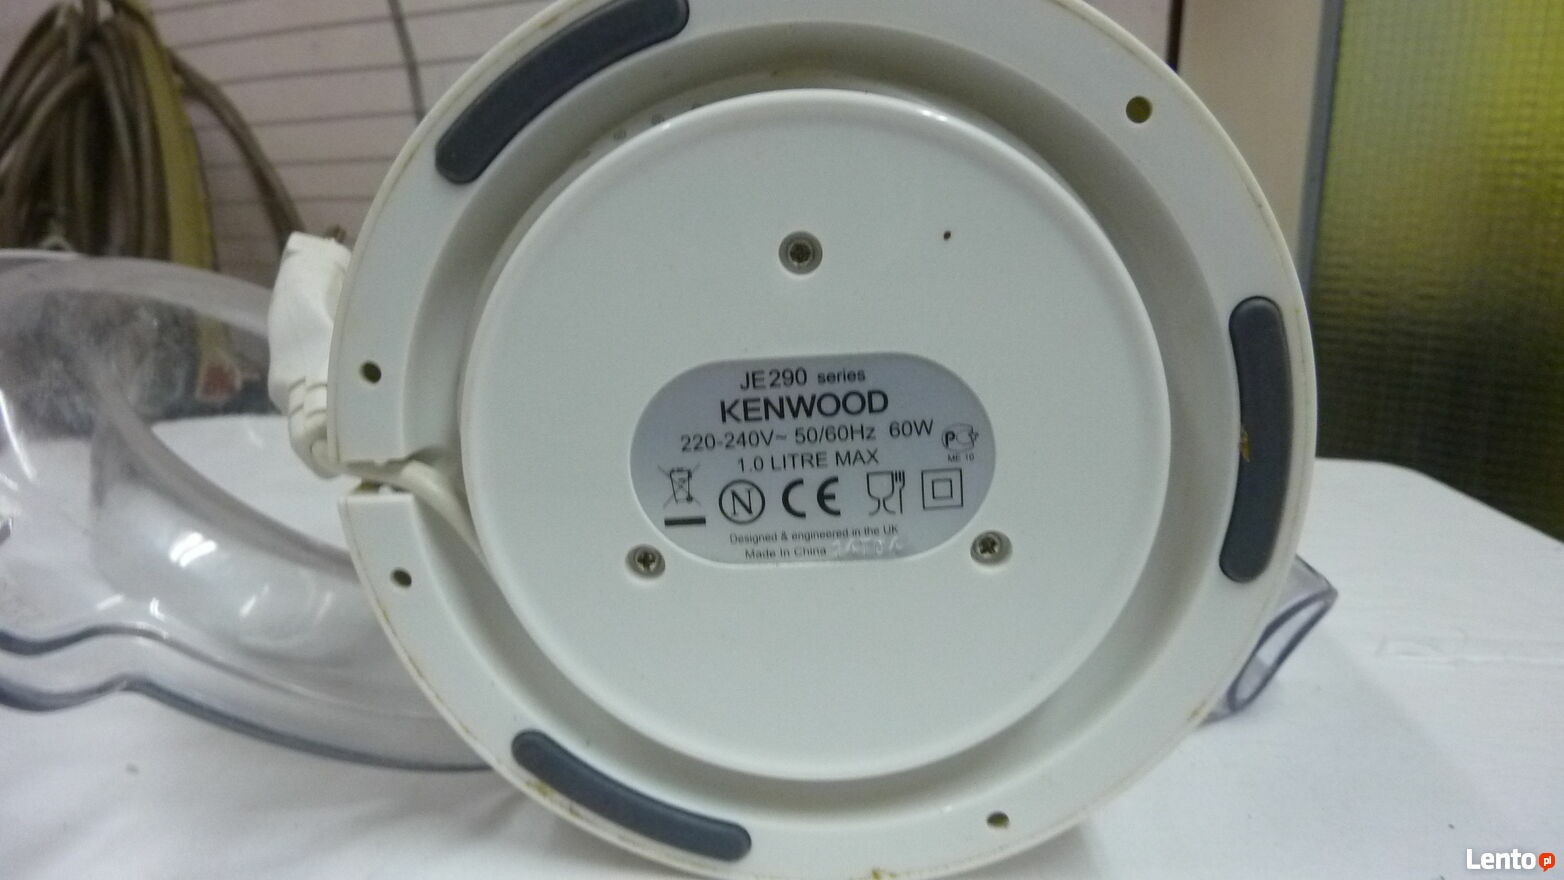 JE290 series
KENWOOD
220-240V~ 50/60Hz 60W
1.0 LITRE MAX
P
ME 10
N
CE
Designed & engineered in the UK
Made in China
Lento pl